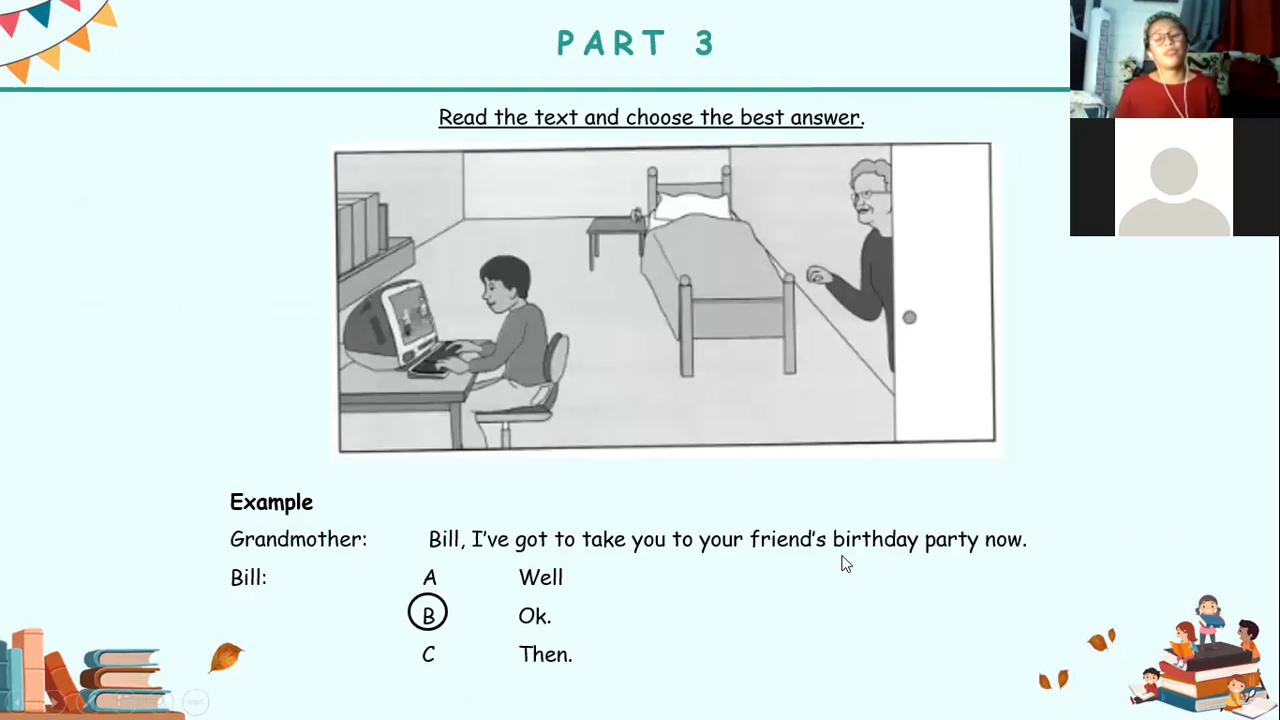 PART 3
Read the text and choose the best answer.
Example
Grandmother: Bill, I've got to take you to your friend's birthday party now.
Bill: A Well
B Ok.
C Then.